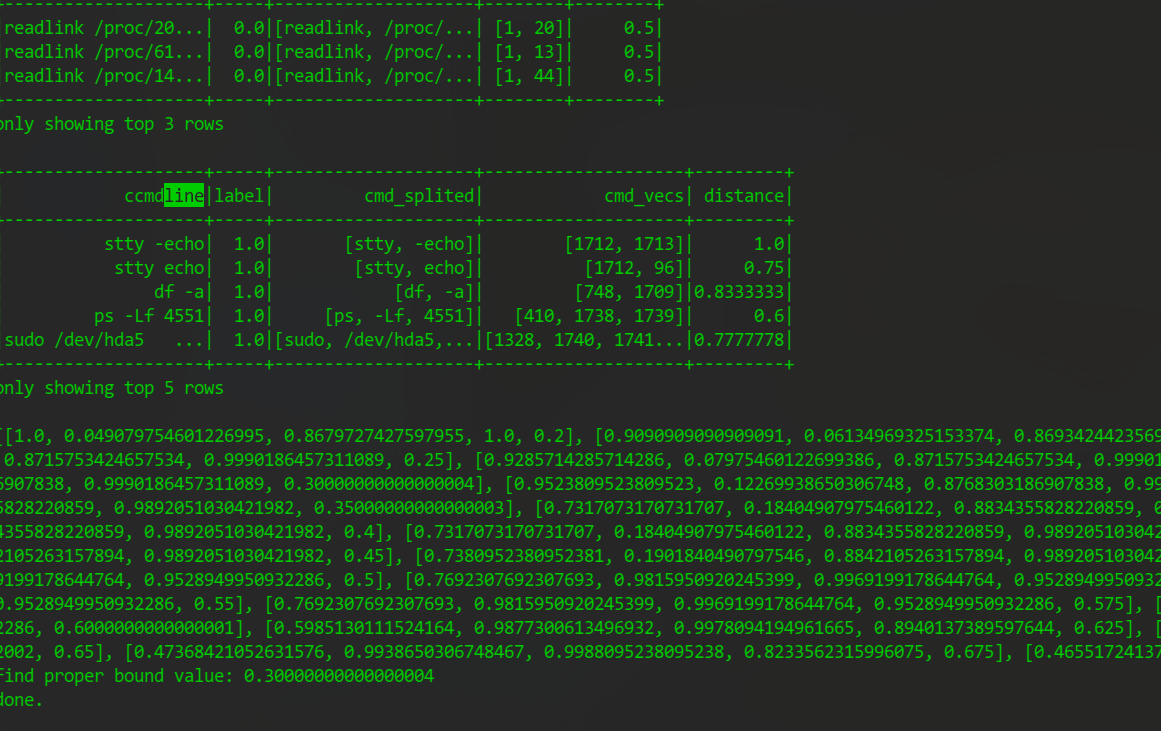 -------------------+-----+--------------------+--------+--------+
readlink /proc/20...|  0.0|[readlink, /proc/...| [1, 20]|     0.5|
readlink /proc/61...|  0.0|[readlink, /proc/...| [1, 13]|     0.5|
readlink /proc/14...|  0.0|[readlink, /proc/...| [1, 44]|     0.5|
--------------------+-----+--------------------+--------+--------+
only showing top 3 rows
--------------------+-----+--------------------+--------------------+---------+
            ccmdline|label|         cmd_splited|            cmd_vecs| distance|
--------------------+-----+--------------------+--------------------+---------+
          stty -echo|  1.0|       [stty, -echo]|        [1712, 1713]|      1.0|
           stty echo|  1.0|        [stty, echo]|          [1712, 96]|     0.75|
               df -a|  1.0|            [df, -a]|         [748, 1709]|0.8333333|
         ps -Lf 4551|  1.0|     [ps, -Lf, 4551]|   [410, 1738, 1739]|      0.6|
sudo /dev/hda5   ...|  1.0|[sudo, /dev/hda5,...|[1328, 1740, 1741...|0.7777778|
--------------------+-----+--------------------+--------------------+---------+
only showing top 5 rows
[[1.0, 0.049079754601226995, 0.8679727427597955, 1.0, 0.2], [0.9090909090909091, 0.06134969325153374, 0.8693424423569
0.8715753424657534, 0.9990186457311089, 0.25], [0.9285714285714286, 0.07975460122699386, 0.8715753424657534, 0.99901
6907838, 0.9990186457311089, 0.30000000000000004], [0.9523809523809523, 0.12269938650306748, 0.8768303186907838, 0.99
5828220859, 0.9892051030421982, 0.35000000000000003], [0.7317073170731707, 0.18404907975460122, 0.8834355828220859, 0
4355828220859, 0.9892051030421982, 0.4], [0.7317073170731707, 0.18404907975460122, 0.8834355828220859, 0.989205103042
2105263157894, 0.9892051030421982, 0.45], [0.7380952380952381, 0.1901840490797546, 0.8842105263157894, 0.989205103042
9199178644764, 0.9528949950932286, 0.5], [0.7692307692307693, 0.9815950920245399, 0.9969199178644764, 0.9528949950932
0.9528949950932286, 0.55], [0.7692307692307693, 0.9815950920245399, 0.9969199178644764, 0.9528949950932286, 0.575], [
2286, 0.6000000000000001], [0.5985130111524164, 0.9877300613496932, 0.9978094194961665, 0.8940137389597644, 0.625], [
2002, 0.65], [0.47368421052631576, 0.9938650306748467, 0.9988095238095238, 0.8233562315996075, 0.675], [0.46551724137
Find proper bound value: 0.30000000000000004
done.